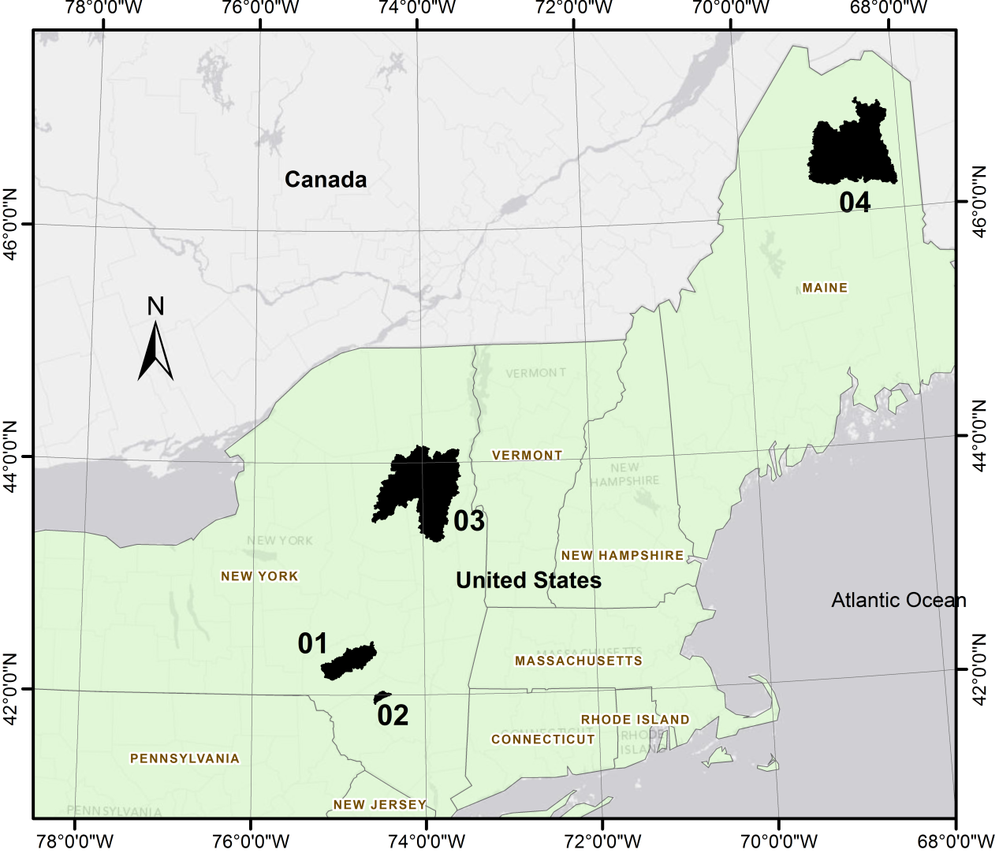 78°0'0"W 76°0'0"W 74°0'0"W 72°0'0"W 70°0'0"W 68°0'0"W
Canada
46°0'0"N
46°0'0"N
04
MAINE
N
VERMONT
44°0'0"N
44°0'0"N
VERMONT
NEW
HAMPSHIRE
03
NEW YORK
NEW HAMPSHIRE
NEW YORK
United States
Atlantic Ocean
01
MASSACHUSETTS
MASSACHUSETTS
42°0'0"N
42°0'0"N
02
RHODE ISLAND
CONNECTICUT
RHODE
ISLAND
CONNECTICUT
PENNSYLVANIA
NEW JERSEY
PENNSYLVANIA
78°0'0"W 76°0'0"W 74°0'0"W 72°0'0"W 70°0'0"W 68°0'0"W